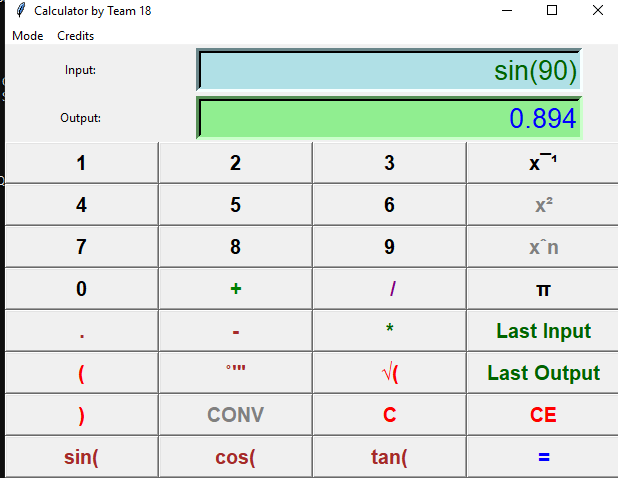 Calculator by Team 18
Mode Credits
Input: sin(90)
Output: 0.894
1 2 3 x¯¹
4 5 6 x²
7 8 9 xˆn
0 + / π
. - * Last Input
( °'" √( Last Output
) CONV C CE
sin( cos( tan( =